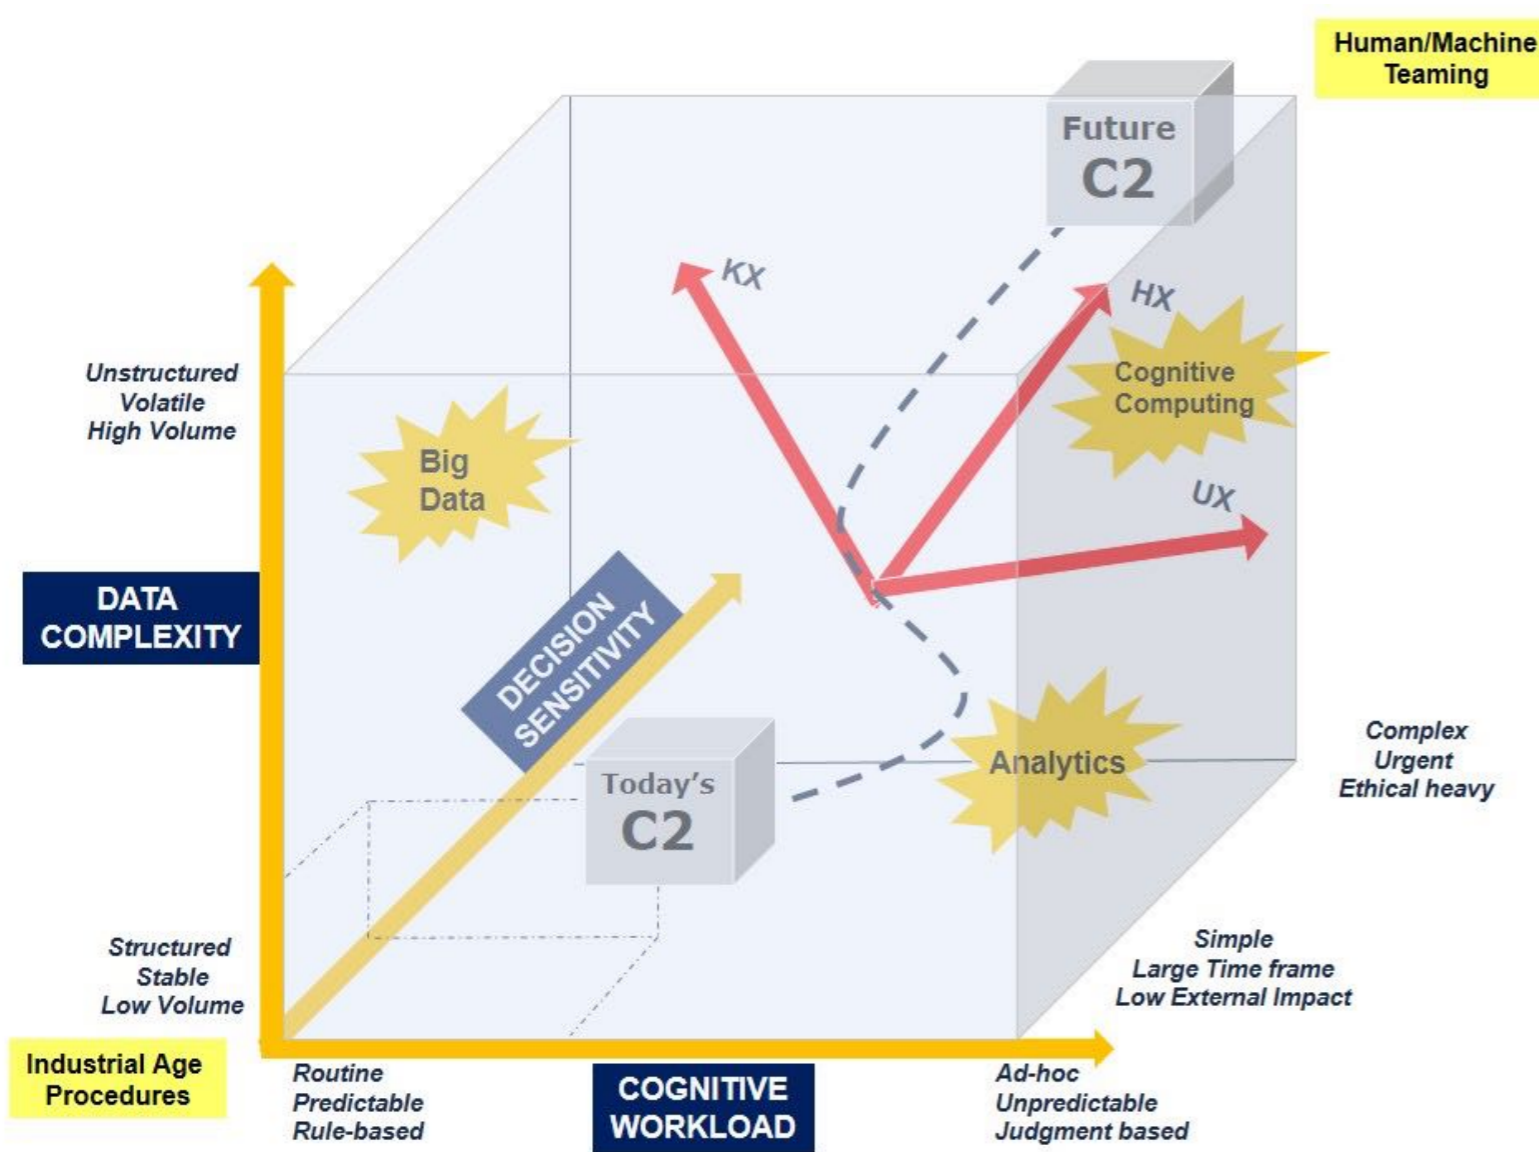 Human/Machine
Teaming
Future
C2
KX
HX
Cognitive
Computing
Unstructured
Volatile
High Volume
Big
Data
UX
DATA
COMPLEXITY
DECISION
SENSITIVITY
Today's
C2
Analytics
Complex
Urgent
Ethical heavy
Structured
Stable
Low Volume
Simple
Large Time frame
Low External Impact
Industrial Age
Procedures
Routine
Predictable
Rule-based
COGNITIVE
WORKLOAD
Ad-hoc
Unpredictable
Judgment based